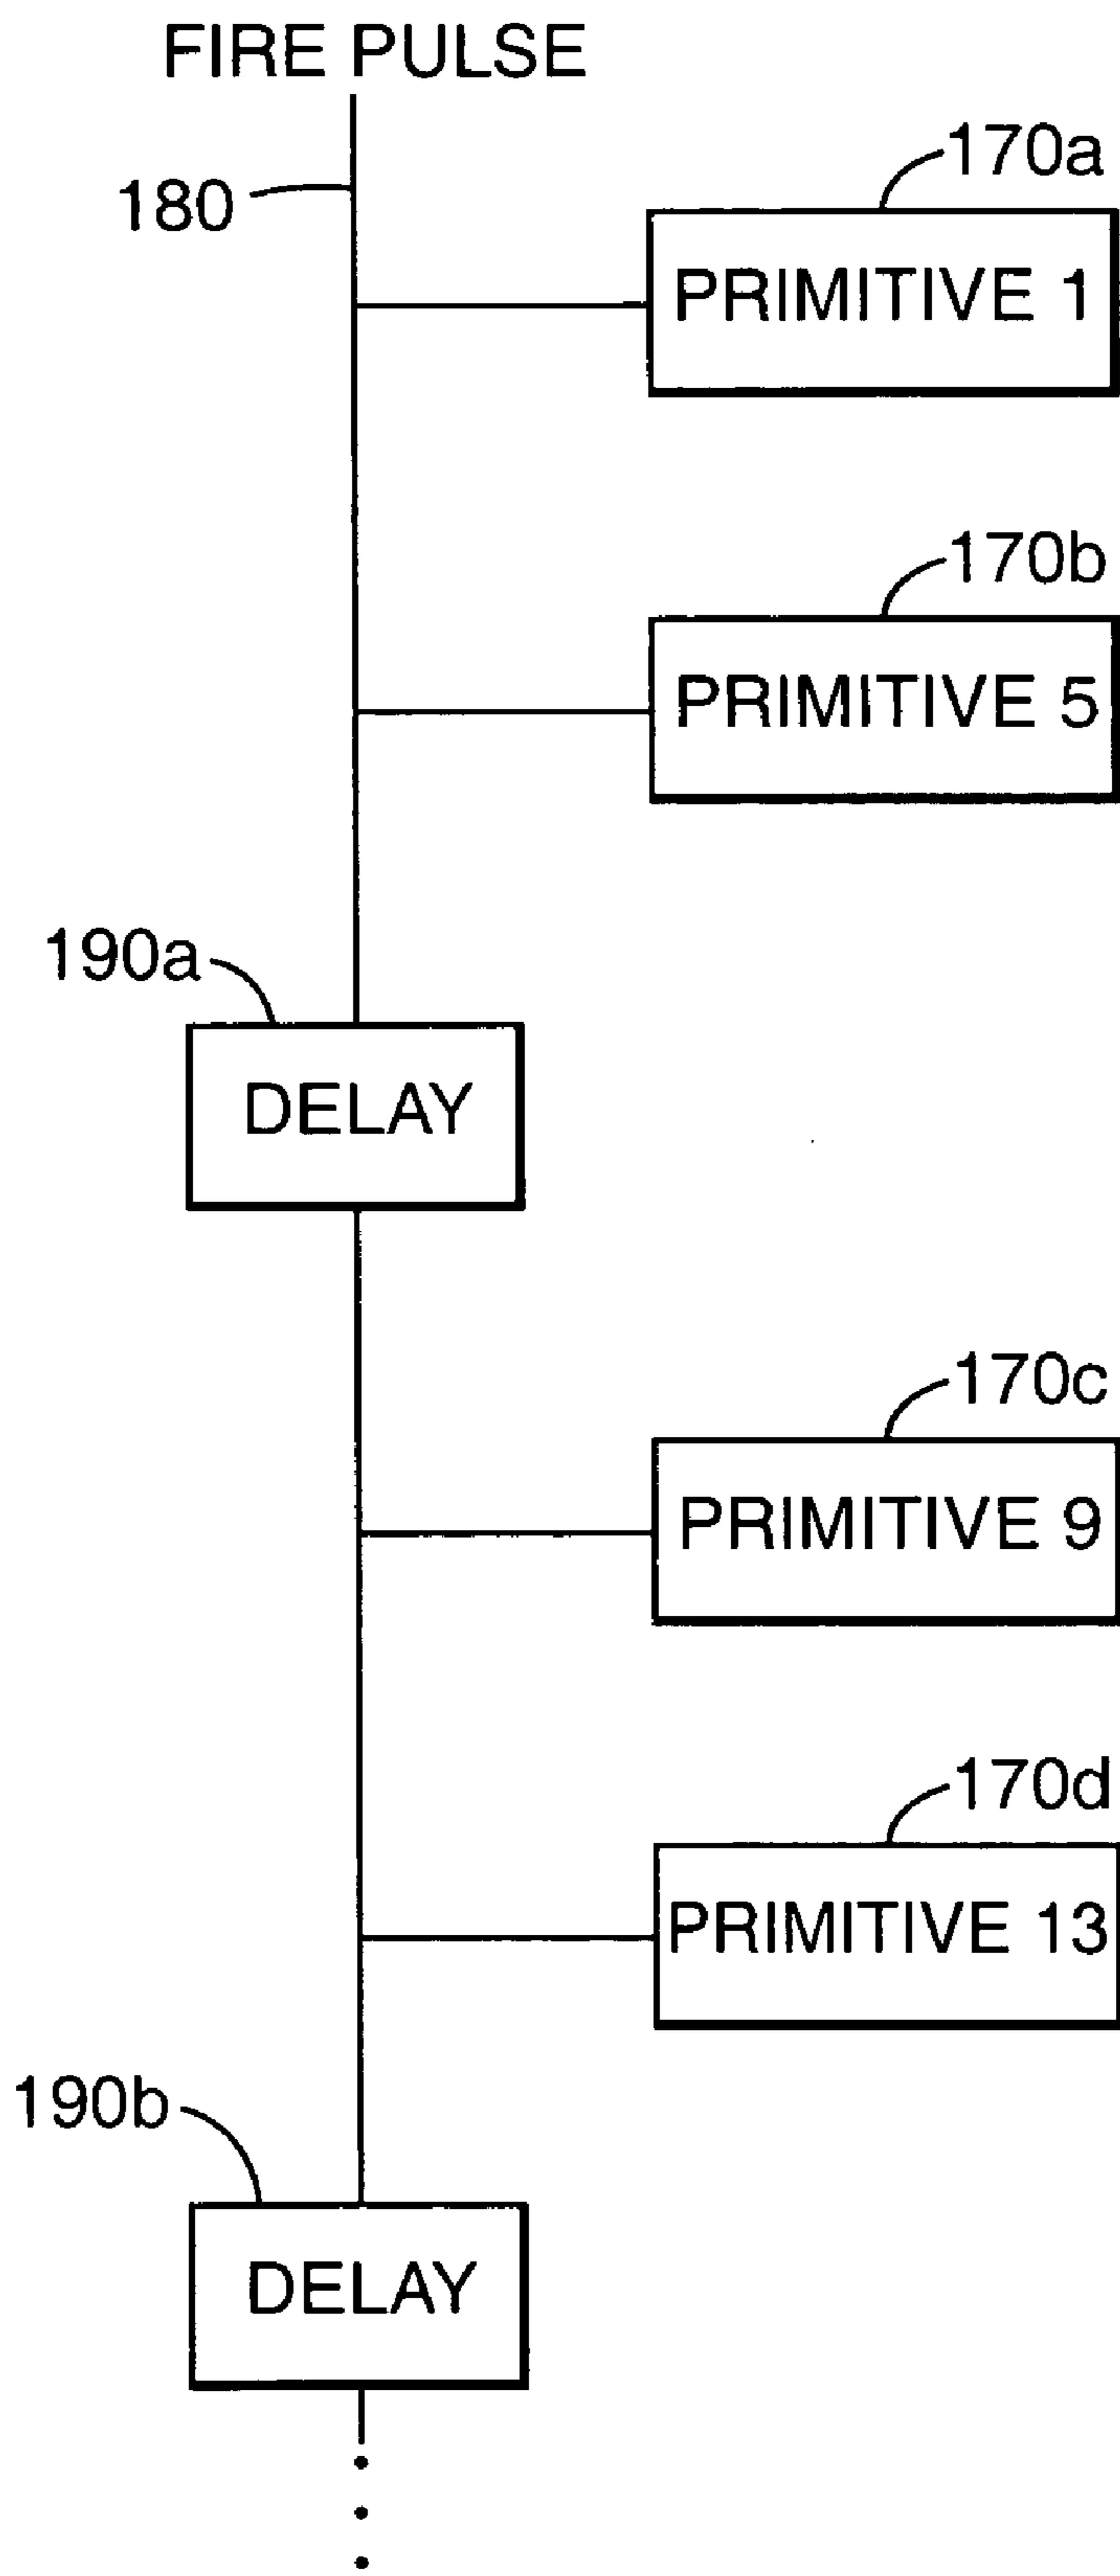 FIRE PULSE
170a
180
PRIMITIVE 1
170b
PRIMITIVE 5
190a
DELAY
170c
PRIMITIVE 9
170d
PRIMITIVE 13
190b
DELAY